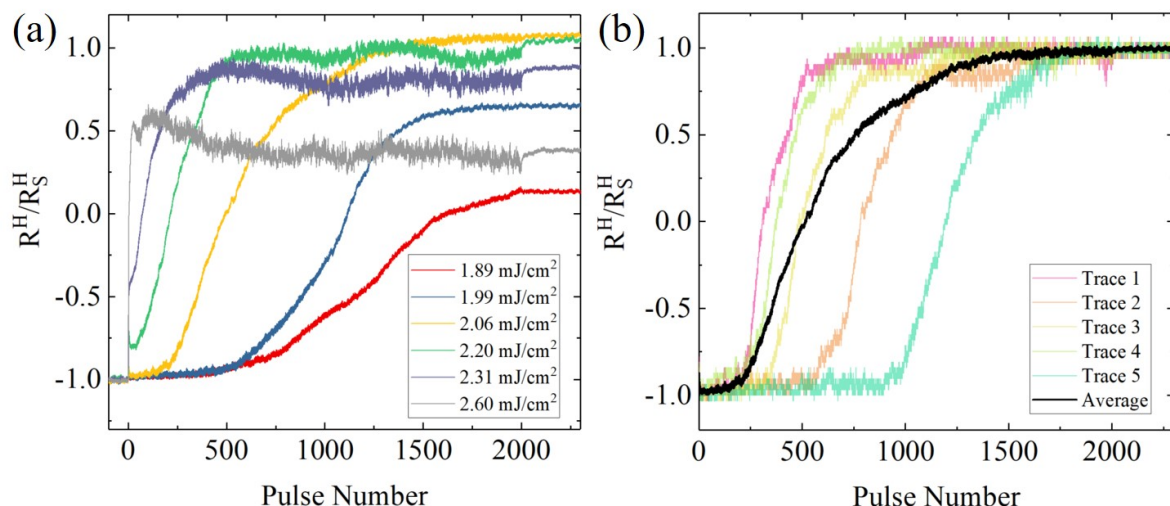 (a)
1.0
0.5
0.0
-0.5
-1.0
R^H/R_S^H
0
500
1000
1500
2000
Pulse Number
1.89 mJ/cm²
1.99 mJ/cm²
2.06 mJ/cm²
2.20 mJ/cm²
2.31 mJ/cm²
2.60 mJ/cm²
(b)
1.0
0.5
0.0
-0.5
-1.0
R^H/R_S^H
0
500
1000
1500
2000
Pulse Number
Trace 1
Trace 2
Trace 3
Trace 4
Trace 5
Average